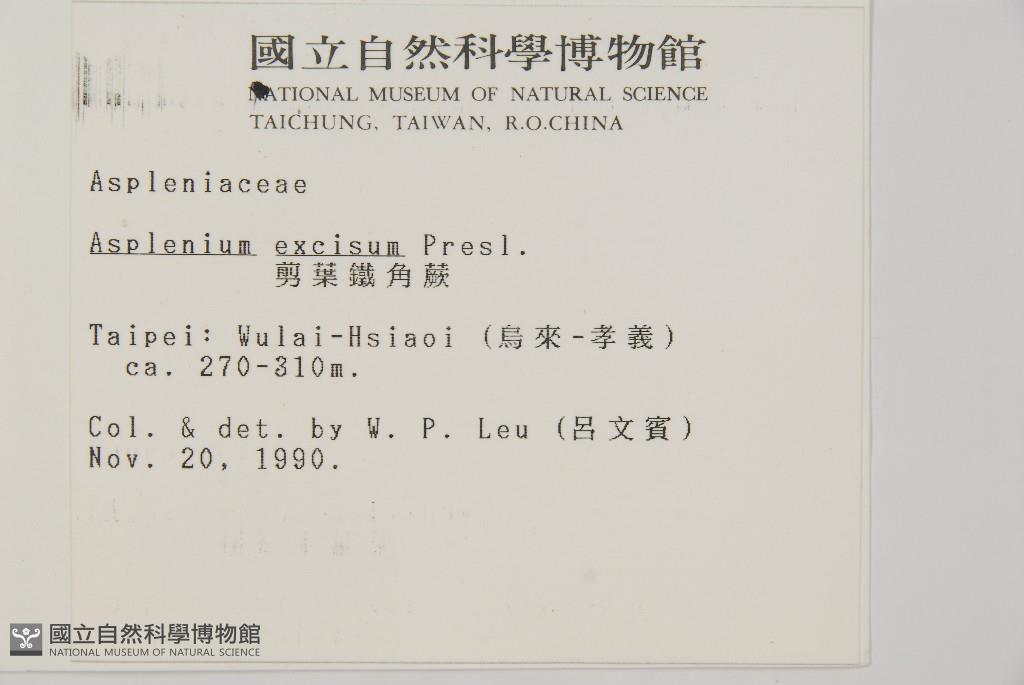 國立自然科學博物館
NATIONAL MUSEUM OF NATURAL SCIENCE
TAICHUNG, TAIWAN, R.O.CHINA
Aspleniaceae
Asplenium excisum Presl.
剪葉鐵角蕨
Taipei: Wulai-Hsiaoi (烏來-孝義)
ca. 270-310m.
Col. & det. by W. P. Leu (呂文賓)
Nov. 20, 1990.
國立自然科學博物館
NATIONAL MUSEUM OF NATURAL SCIENCE